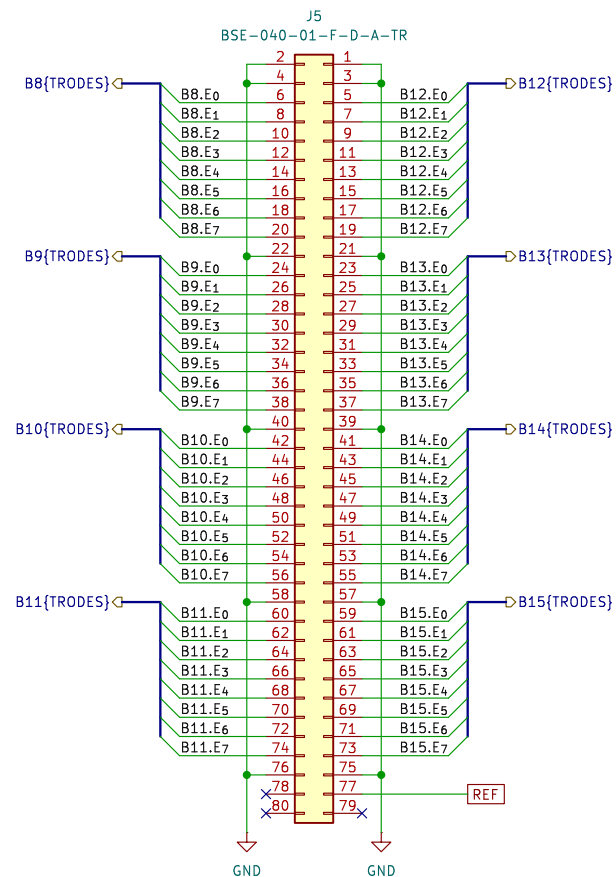 J5
BSE-040-01-F-D-A-TR
2 1
B8{TRODES} 4 3 B12{TRODES}
B8.E0 6 5 B12.E0
B8.E1 8 7 B12.E1
B8.E2 10 9 B12.E2
B8.E3 12 11 B12.E3
B8.E4 14 13 B12.E4
B8.E5 16 15 B12.E5
B8.E6 18 17 B12.E6
B8.E7 20 19 B12.E7
B9{TRODES} 22 21 B13{TRODES}
B9.E0 24 23 B13.E0
B9.E1 26 25 B13.E1
B9.E2 28 27 B13.E2
B9.E3 30 29 B13.E3
B9.E4 32 31 B13.E4
B9.E5 34 33 B13.E5
B9.E6 36 35 B13.E6
B9.E7 38 37 B13.E7
B10{TRODES} 40 39 B14{TRODES}
B10.E0 42 41 B14.E0
B10.E1 44 43 B14.E1
B10.E2 46 45 B14.E2
B10.E3 48 47 B14.E3
B10.E4 50 49 B14.E4
B10.E5 52 51 B14.E5
B10.E6 54 53 B14.E6
B10.E7 56 55 B14.E7
B11{TRODES} 58 57 B15{TRODES}
B11.E0 60 59 B15.E0
B11.E1 62 61 B15.E1
B11.E2 64 63 B15.E2
B11.E3 66 65 B15.E3
B11.E4 68 67 B15.E4
B11.E5 70 69 B15.E5
B11.E6 72 71 B15.E6
B11.E7 74 73 B15.E7
76 75
78 77 REF
80 79
GND GND